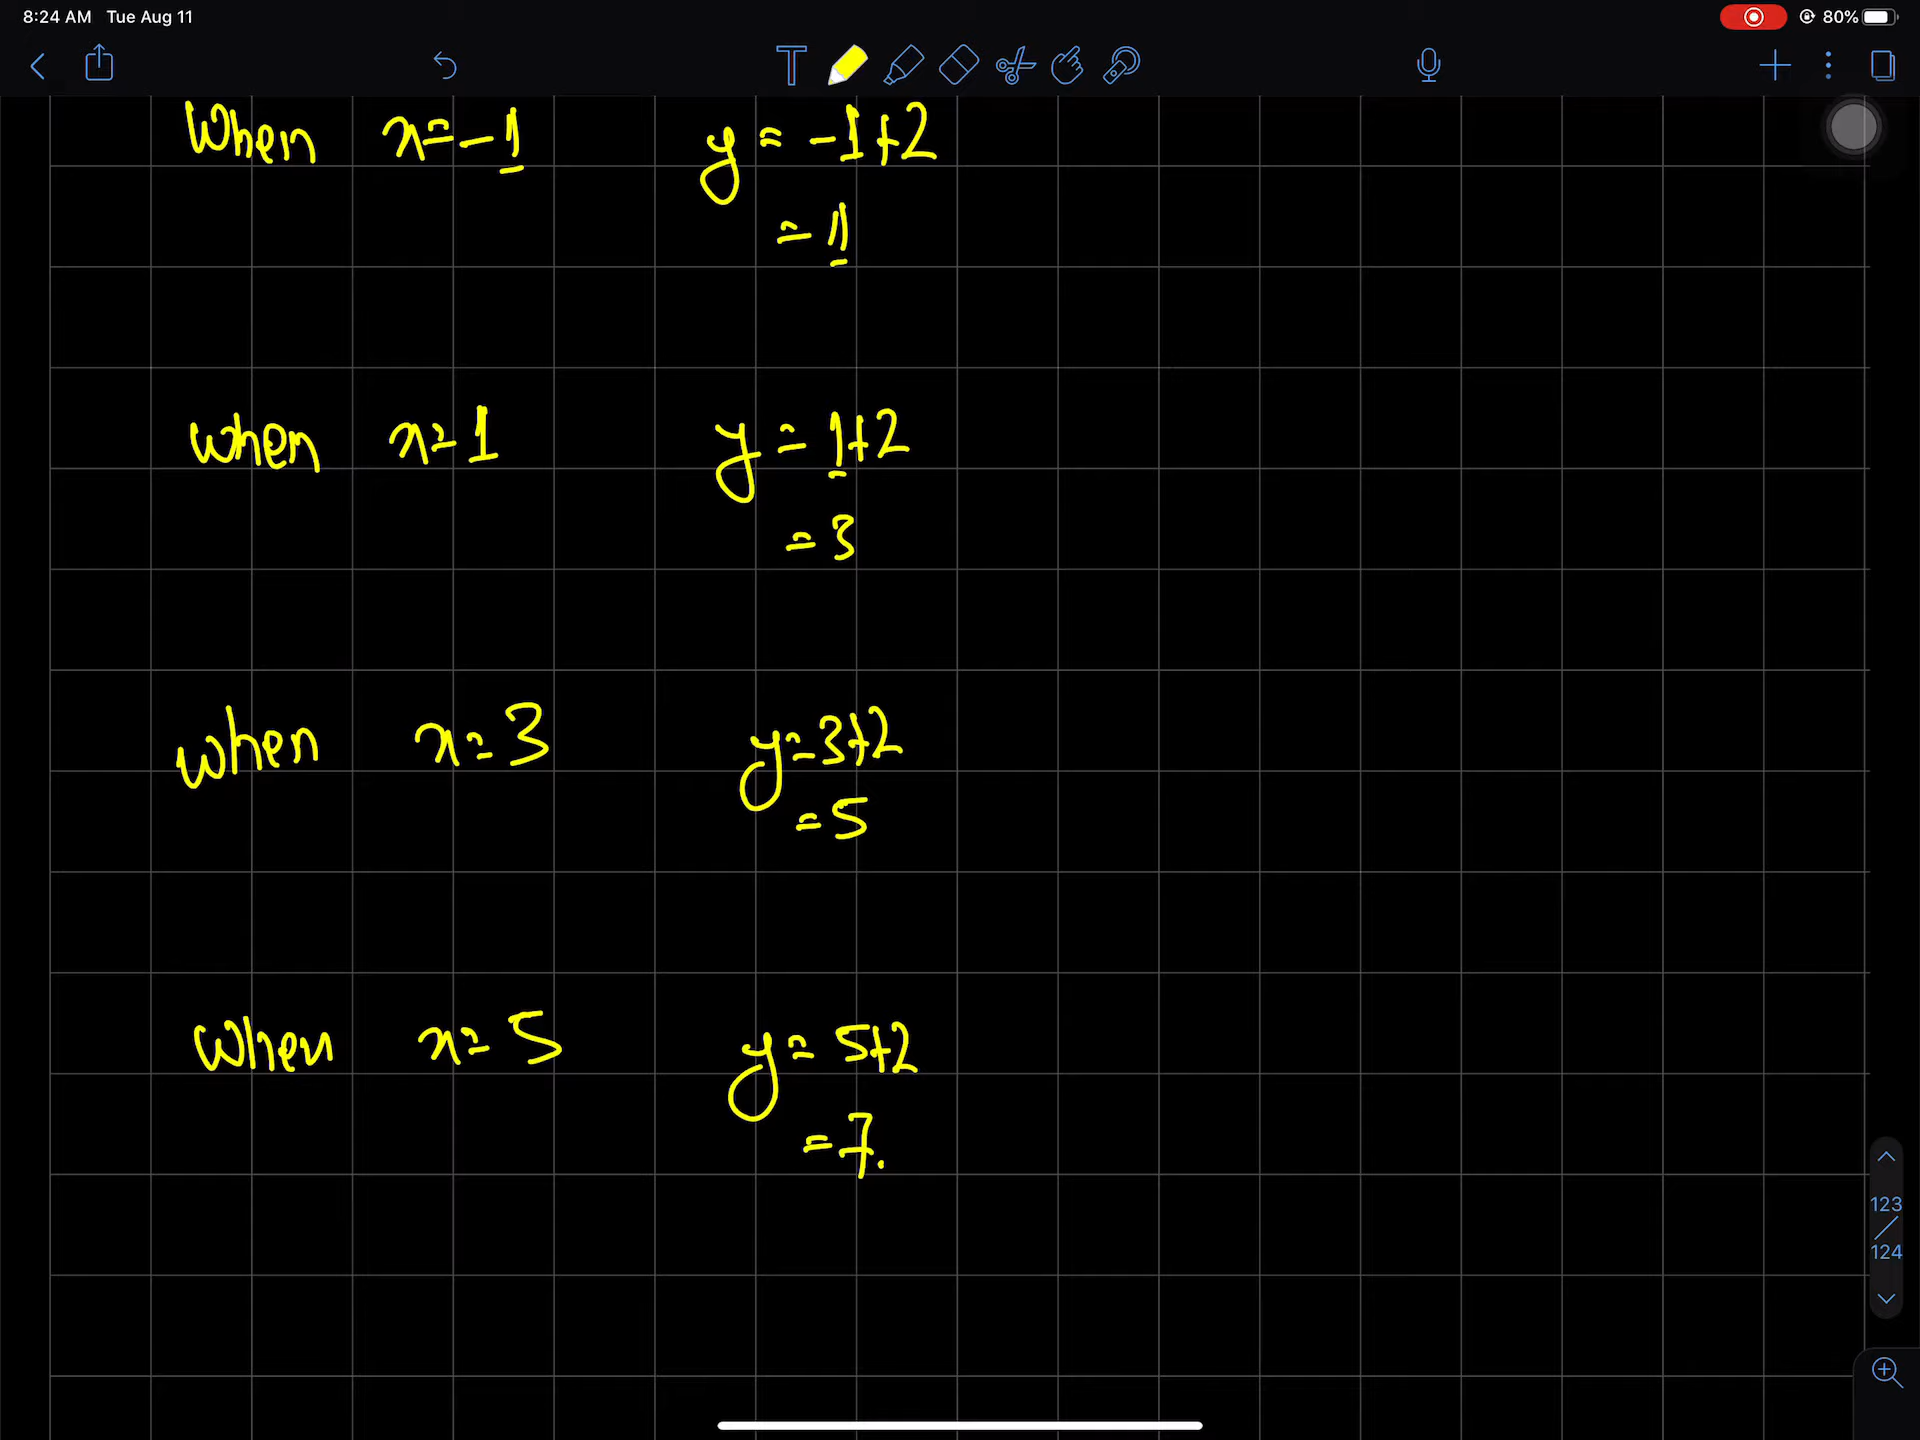 8:24 AM Tue Aug 11 80%
When x=-1 y = -1+2
= 1
when x=1 y = 1+2
= 3
when x=3 y=3+2
= 5
When x=5 y= 5+2
= 7.
123
124